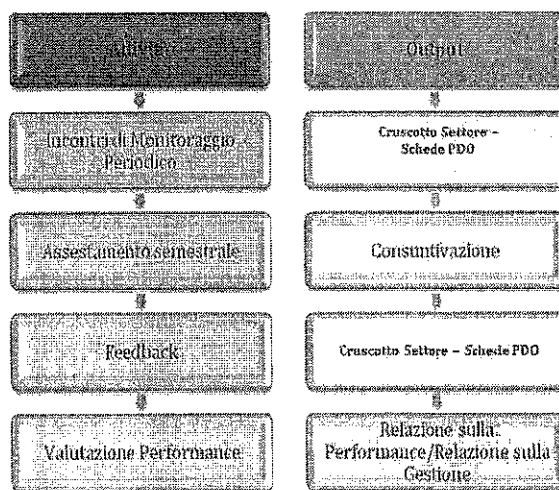 Output
Incontri di Monitoraggio
Periodico
Cruscotto Settore –
Schede PDO
Assestamento semestrale
Consuntivazione
Feedback
Cruscotto Settore – Schede PDO
Valutazione Performance
Relazione sulla
Performance/Relazione sulla
Gestione